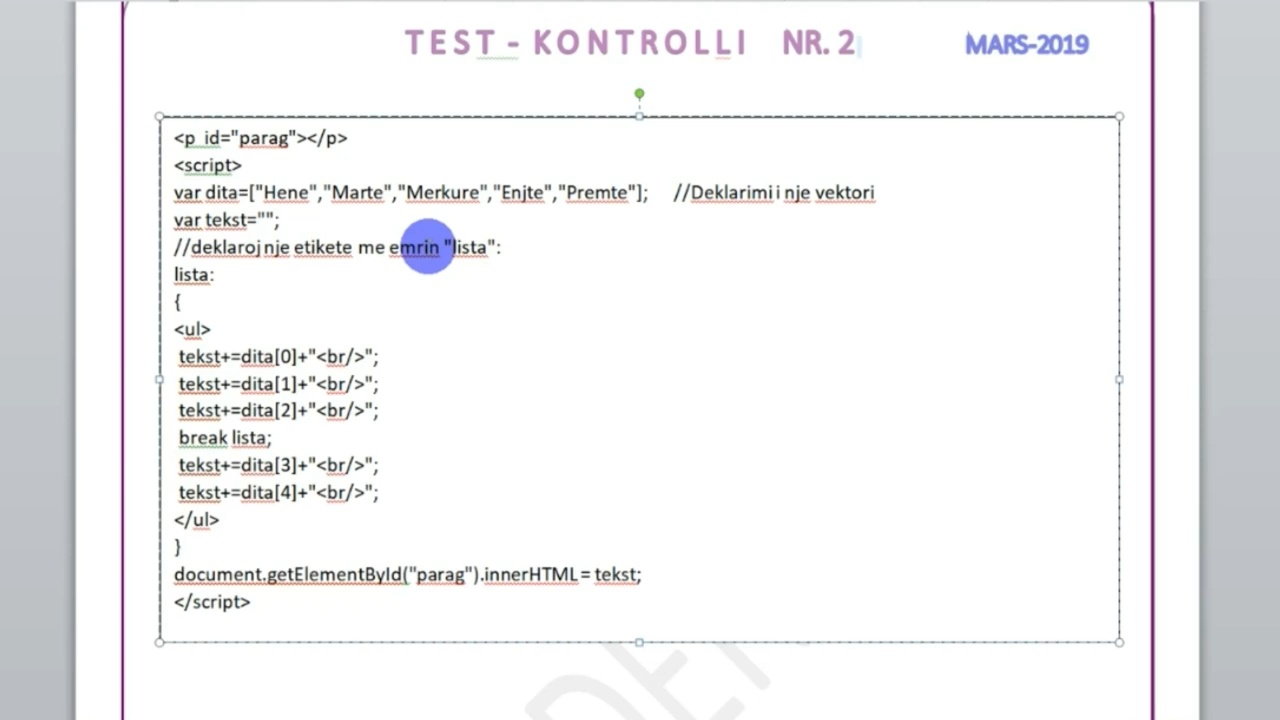 TEST - KONTROLLI NR. 2 MARS-2019
<p id="parag"></p>
<script>
var dita=["Hene","Marte","Merkure","Enjte","Premte"]; //Deklarimi i nje vektori
var tekst="";
//deklaroj nje etikete me emrin "lista":
lista:
{
<ul>
tekst+=dita[0]+"<br/>";
tekst+=dita[1]+"<br/>";
tekst+=dita[2]+"<br/>";
break lista;
tekst+=dita[3]+"<br/>";
tekst+=dita[4]+"<br/>";
</ul>
}
document.getElementById("parag").innerHTML= tekst;
</script>